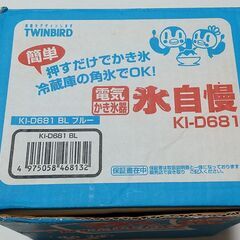 TWINBIRD
簡単
押すだけでかき氷
冷蔵庫の角氷でOK!
電気
かき氷器
氷自慢
KI-D681
KI-D681 BL ブルー
KI-D681 BL
4 975058 468132
保証書在中